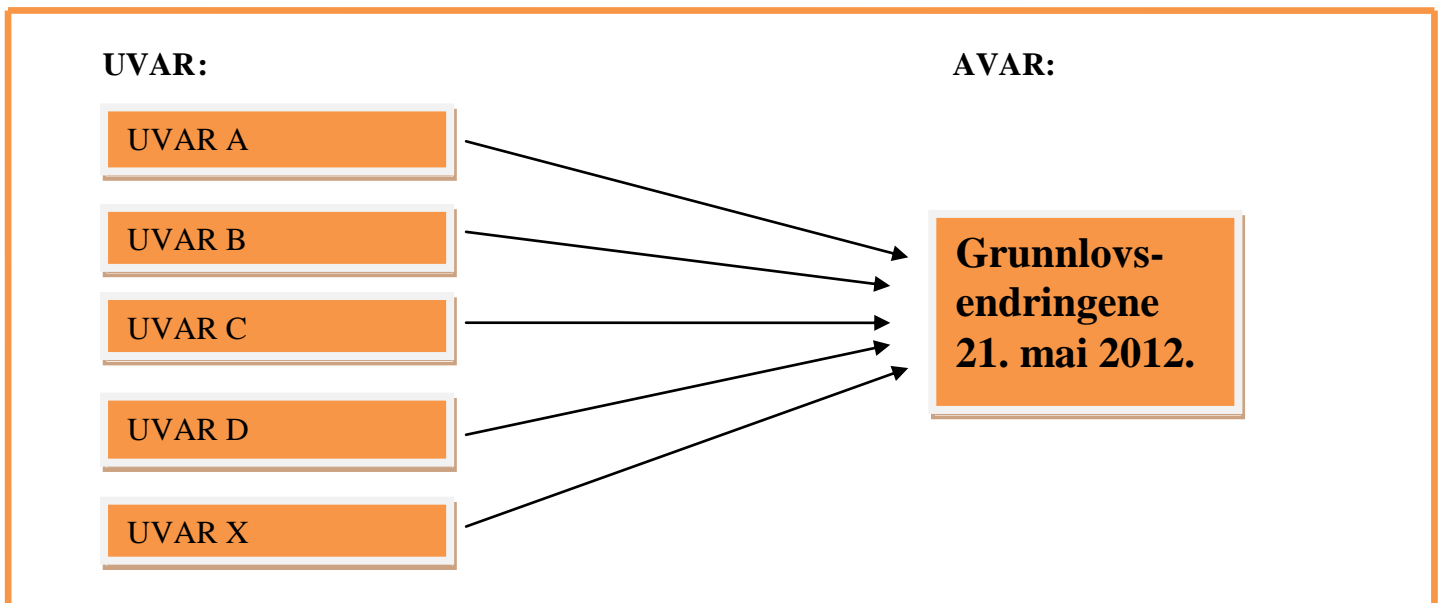 UVAR:
AVAR:
UVAR A
UVAR B
UVAR C
UVAR D
UVAR X
Grunnlovs-
endringene
21. mai 2012.